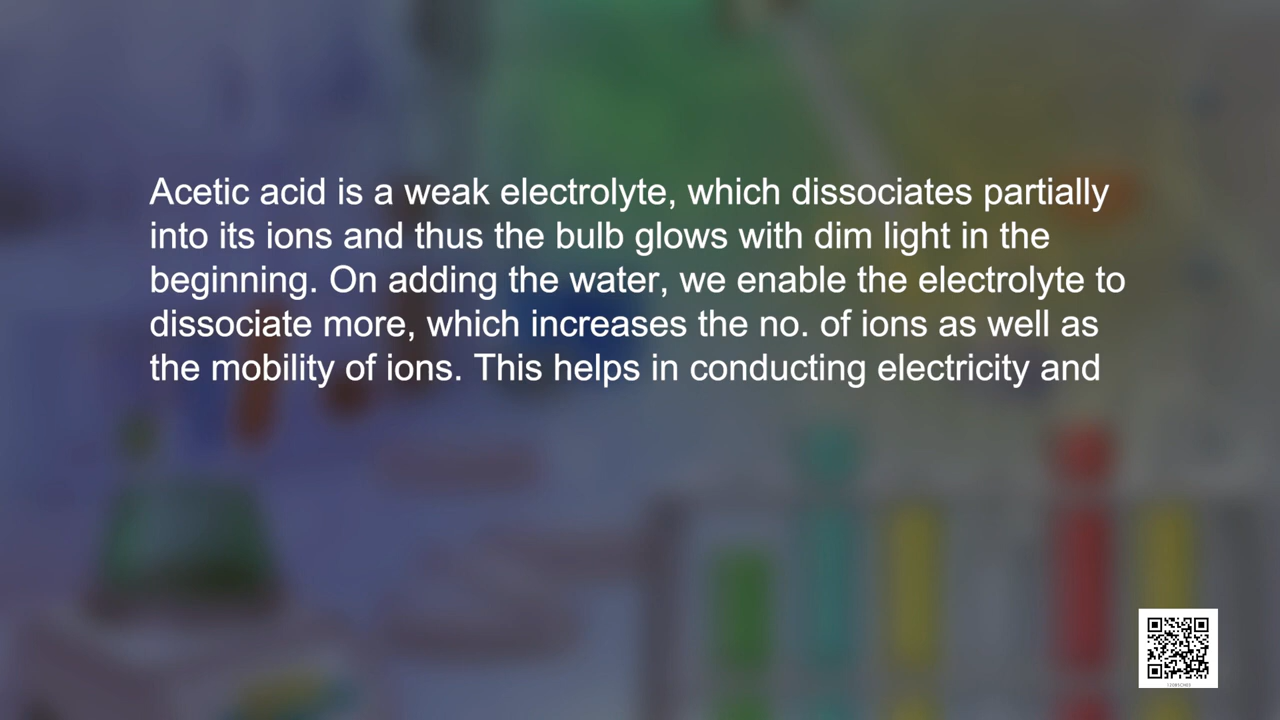 Acetic acid is a weak electrolyte, which dissociates partially
into its ions and thus the bulb glows with dim light in the
beginning. On adding the water, we enable the electrolyte to
dissociate more, which increases the no. of ions as well as
the mobility of ions. This helps in conducting electricity and